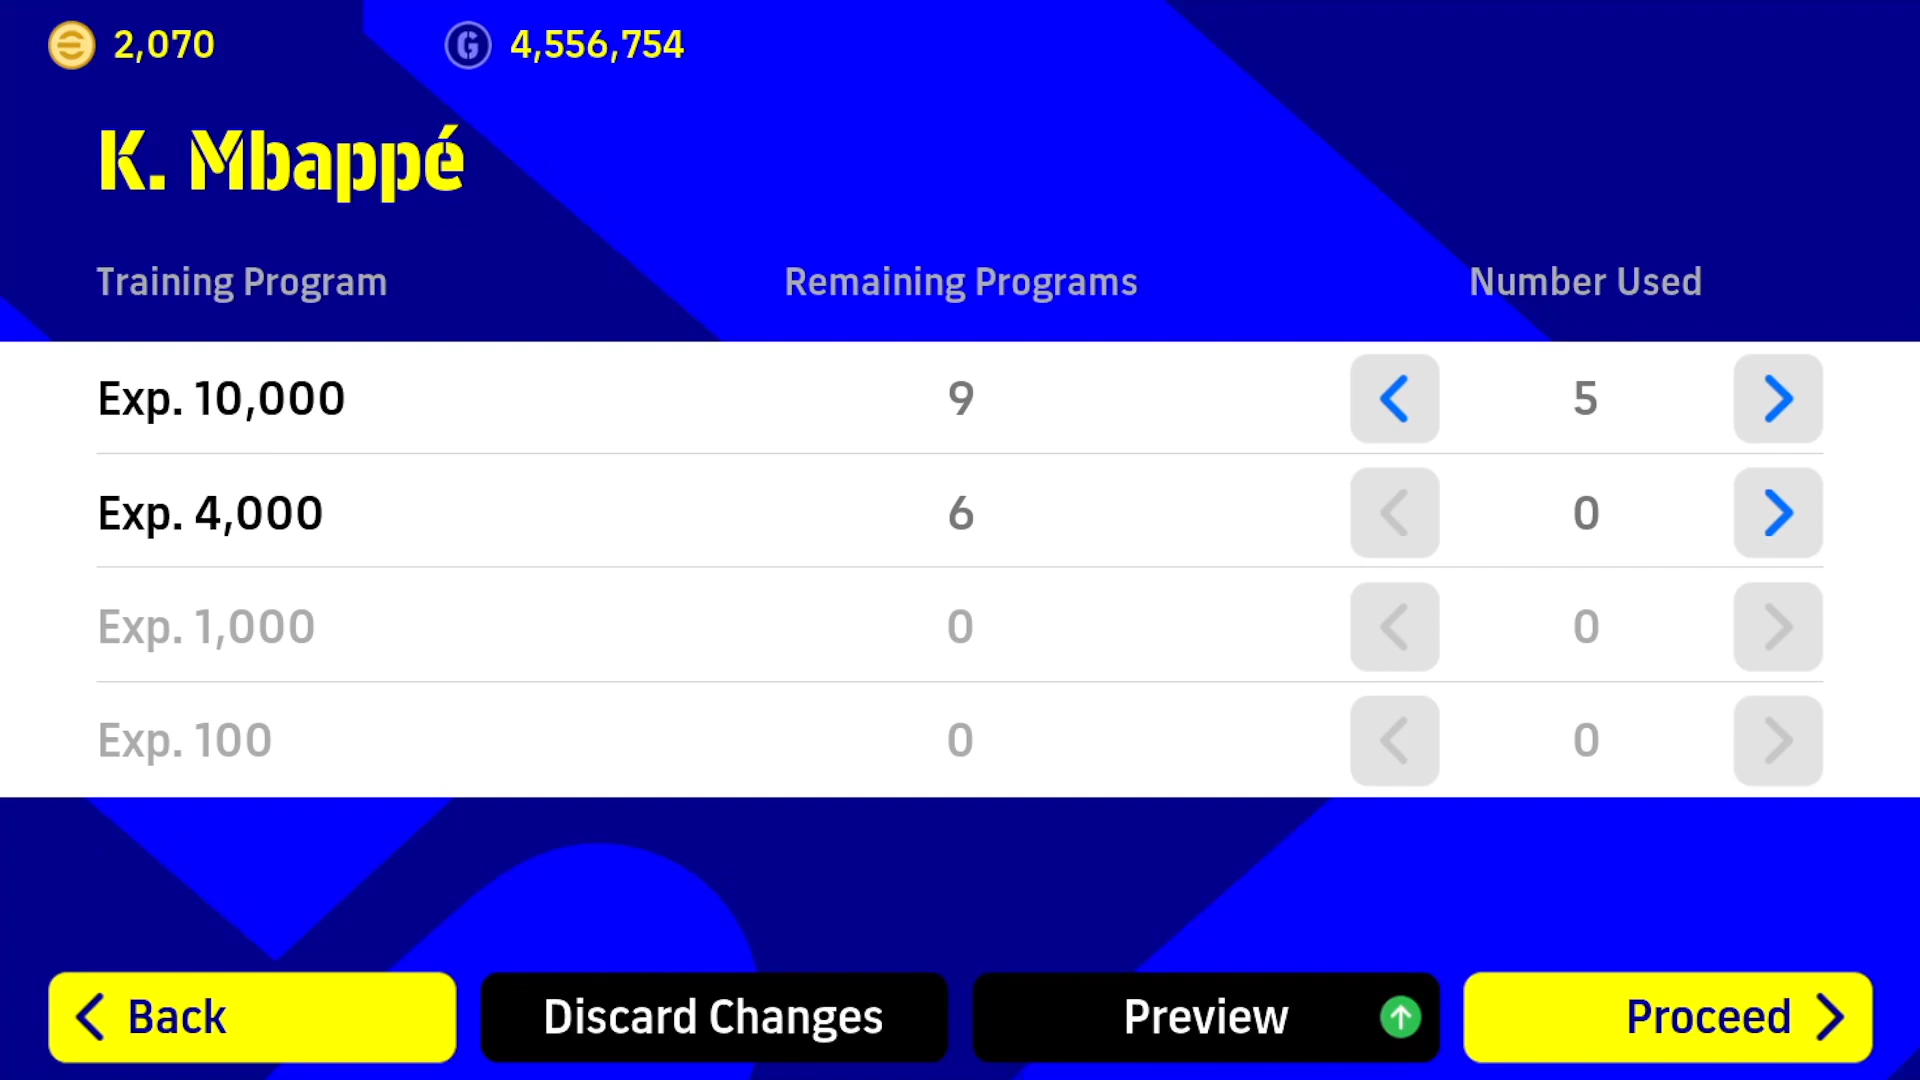 2,070 4,556,754
K. Mbappé
Training Program Remaining Programs Number Used
Exp. 10,000 9 5
Exp. 4,000 6 0
Exp. 1,000 0 0
Exp. 100 0 0
Back Discard Changes Preview Proceed